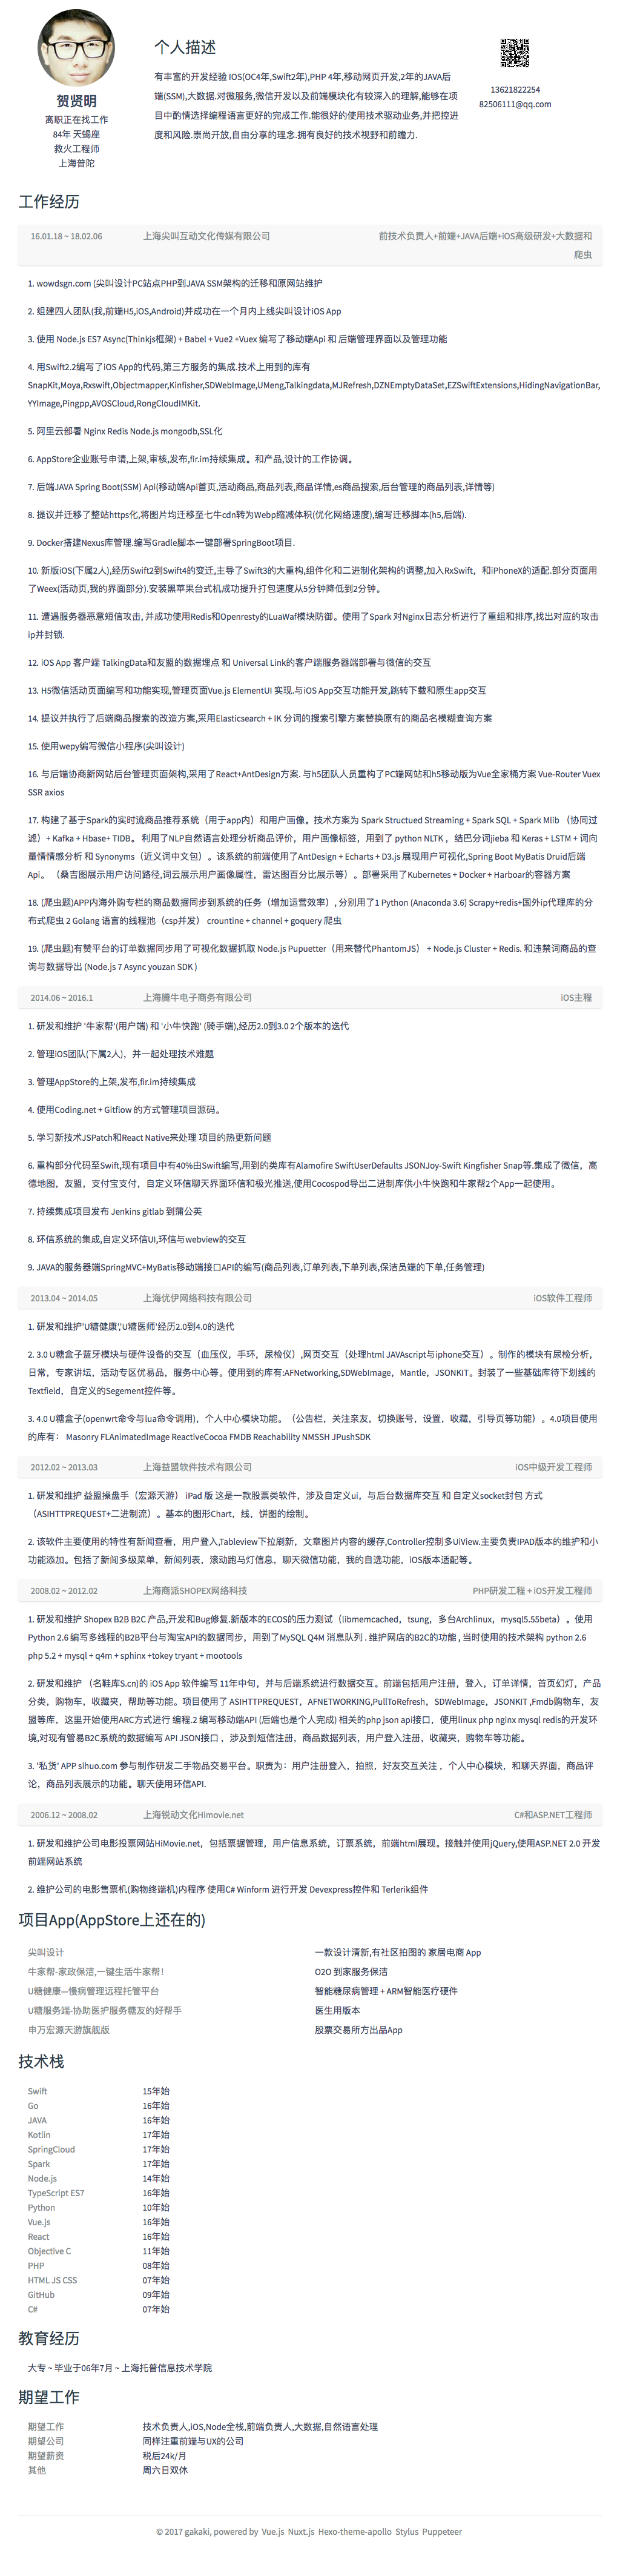 贺贤明
离职正在找工作
84年 天蝎座
救火工程师
上海普陀
个人描述
有丰富的开发经验 IOS(OC4年,Swift2年),PHP 4年,移动网页开发,2年的JAVA后
端(SSM),大数据.对微服务,微信开发以及前端模块化有较深入的理解,能够在项
目中酌情选择编程语言更好的完成工作.能很好的使用技术驱动业务,并把控进
度和风险.崇尚开放,自由分享的理念.拥有良好的技术视野和前瞻力.
13621822254
82506111@qq.com
工作经历
16.01.18 ~ 18.02.06 上海尖叫互动文化传媒有限公司 前技术负责人+前端+JAVA后端+iOS高级研发+大数据和
爬虫
1. wowdsgn.com (尖叫设计PC站点PHP到JAVA SSM架构的迁移和原网站维护
2. 组建四人团队(我,前端H5,iOS,Android)并成功在一个月内上线尖叫设计iOS App
3. 使用 Node.js ES7 Async(Thinkjs框架) + Babel + Vue2 +Vuex 编写了移动端Api 和 后端管理界面以及管理功能
4. 用Swift2.2编写了iOS App的代码,第三方服务的集成.技术上用到的库有
SnapKit,Moya,Rxswift,Objectmapper,Kinfisher,SDWebImage,UMeng,Talkingdata,MJRefresh,DZNEmptyDataSet,EZSwiftExtensions,HidingNavigationBar,
YYImage,Pingpp,AVOSCloud,RongCloudIMKit.
5. 阿里云部署 Nginx Redis Node.js mongodb,SSL化
6. AppStore企业账号申请,上架,审核,发布,fir.im持续集成。和产品,设计的工作协调。
7. 后端JAVA Spring Boot(SSM) Api(移动端Api首页,活动商品,商品列表,商品详情,es商品搜索,后台管理的商品列表,详情等)
8. 提议并迁移了整站https化,将图片均迁移至七牛cdn转为Webp缩减体积(优化网络速度),编写迁移脚本(h5,后端).
9. Docker搭建Nexus库管理.编写Gradle脚本一键部署SpringBoot项目.
10. 新版iOS(下属2人),经历Swift2到Swift4的变迁,主导了Swift3的大重构,组件化和二进制化架构的调整,加入RxSwift，和iPhoneX的适配.部分页面用
了Weex(活动页,我的界面部分).安装黑苹果台式机成功提升打包速度从5分钟降低到2分钟。
11. 遭遇服务器恶意短信攻击, 并成功使用Redis和Openresty的LuaWaf模块防御。使用了Spark 对Nginx日志分析进行了重组和排序,找出对应的攻击
ip并封锁.
12. iOS App 客户端 TalkingData和友盟的数据埋点 和 Universal Link的客户端服务器端部署与微信的交互
13. H5微信活动页面编写和功能实现,管理页面Vue.js ElementUI 实现.与iOS App交互功能开发,跳转下载和原生app交互
14. 提议并执行了后端商品搜索的改造方案,采用Elasticsearch + IK 分词的搜索引擎方案替换原有的商品名模糊查询方案
15. 使用wepy编写微信小程序(尖叫设计)
16. 与后端协商新网站后台管理页面架构,采用了React+AntDesign方案. 与h5团队人员重构了PC端网站和h5移动版为Vue全家桶方案 Vue-Router Vuex
SSR axios
17. 构建了基于Spark的实时流商品推荐系统（用于app内）和用户画像。技术方案为 Spark Structued Streaming + Spark SQL + Spark Mlib （协同过
滤）+ Kafka + Hbase+ TIDB。 利用了NLP自然语言处理分析商品评价，用户画像标签，用到了 python NLTK ，结巴分词jieba 和 Keras + LSTM + 词向
量情情感分析 和 Synonyms（近义词中文包）。该系统的前端使用了AntDesign + Echarts + D3.js 展现用户可视化,Spring Boot MyBatis Druid后端
Api。（桑吉图展示用户访问路径,词云展示用户画像属性，雷达图百分比展示等）。部署采用了Kubernetes + Docker + Harboar的容器方案
18. (爬虫题)APP内海外购专栏的商品数据同步到系统的任务（增加运营效率）, 分别用了1 Python (Anaconda 3.6) Scrapy+redis+国外ip代理库的分
布式爬虫 2 Golang 语言的线程池（csp并发） crountine + channel + goquery 爬虫
19. (爬虫题)有赞平台的订单数据同步用了可视化数据抓取 Node.js Pupuetter（用来替代PhantomJS） + Node.js Cluster + Redis. 和违禁词商品的查
询与数据导出 (Node.js 7 Async youzan SDK )
2014.06 ~ 2016.1 上海腾牛电子商务有限公司 iOS主程
1. 研发和维护 '牛家帮'(用户端) 和 '小牛快跑' (骑手端),经历2.0到3.0 2个版本的迭代
2. 管理iOS团队(下属2人)，并一起处理技术难题
3. 管理AppStore的上架,发布,fir.im持续集成
4. 使用Coding.net + Gitflow 的方式管理项目源码。
5. 学习新技术JSPatch和React Native来处理 项目的热更新问题
6. 重构部分代码至Swift,现有项目中有40%由Swift编写,用到的类库有Alamofire SwiftUserDefaults JSONJoy-Swift Kingfisher Snap等.集成了微信，高
德地图，友盟，支付宝支付，自定义环信聊天界面环信和极光推送,使用Cocospod导出二进制库供小牛快跑和牛家帮2个App一起使用。
7. 持续集成项目发布 Jenkins gitlab 到蒲公英
8. 环信系统的集成,自定义环信UI,环信与webview的交互
9. JAVA的服务器端SpringMVC+MyBatis移动端接口API的编写(商品列表,订单列表,下单列表,保洁员端的下单,任务管理)
2013.04 ~ 2014.05 上海优伊网络科技有限公司 iOS软件工程师
1. 研发和维护'U糖健康','U糖医师'经历2.0到4.0的迭代
2. 3.0 U糖盒子蓝牙模块与硬件设备的交互（血压仪，手环，尿检仪）,网页交互（处理html JAVAscript与iphone交互）。制作的模块有尿检分析，
日常，专家讲坛，活动专区优易品，服务中心等。使用到的库有:AFNetworking,SDWebImage，Mantle，JSONKIT。封装了一些基础库待下划线的
Textfield，自定义的Segement控件等。
3. 4.0 U糖盒子(openwrt命令与lua命令调用)，个人中心模块功能。（公告栏，关注亲友，切换账号，设置，收藏，引导页等功能）。4.0项目使用
的库有： Masonry FLAnimatedImage ReactiveCocoa FMDB Reachability NMSSH JPushSDK
2012.02 ~ 2013.03 上海益盟软件技术有限公司 iOS中级开发工程师
1. 研发和维护 益盟操盘手（宏源天游） iPad 版 这是一款股票类软件，涉及自定义ui，与后台数据库交互 和 自定义socket封包 方式
（ASIHTTPREQUEST+二进制流）。基本的图形Chart，线，饼图的绘制。
2. 该软件主要使用的特性有新闻查看，用户登入,Tableview下拉刷新，文章图片内容的缓存,Controller控制多UIView.主要负责IPAD版本的维护和小
功能添加。包括了新闻多级菜单，新闻列表，滚动跑马灯信息，聊天微信功能，我的自选功能，iOS版本适配等。
2008.02 ~ 2012.02 上海商派SHOPEX网络科技 PHP研发工程 + iOS开发工程师
1. 研发和维护 Shopex B2B B2C 产品,开发和Bug修复.新版本的ECOS的压力测试（libmemcached，tsung，多台Archlinux，mysql5.55beta）。使用
Python 2.6 编写多线程的B2B平台与淘宝API的数据同步，用到了MySQL Q4M 消息队列 . 维护网店的B2C的功能 , 当时使用的技术架构 python 2.6
php 5.2 + mysql + q4m + sphinx +tokey tryant + mootools
2. 研发和维护 （名鞋库S.cn)的 iOS App 软件编写 11年中旬，并与后端系统进行数据交互。前端包括用户注册，登入，订单详情，首页幻灯，产品
分类，购物车，收藏夹，帮助等功能。项目使用了 ASIHTTPREQUEST，AFNETWORKING,PullToRefresh，SDWebImage，JSONKIT ,Fmdb购物车，友
盟等库，这里开始使用ARC方式进行 编程.2 编写移动端API (后端也是个人完成) 相关的php json api接口，使用linux php nginx mysql redis的开发环
境,对现有管易B2C系统的数据编写 API JSON接口 ，涉及到短信注册，商品数据列表，用户登入注册，收藏夹，购物车等功能。
3. '私货' APP sihuo.com 参与制作研发二手物品交易平台。职责为：用户注册登入，拍照，好友交互关注 ，个人中心模块，和聊天界面，商品评
论，商品列表展示的功能。聊天使用环信API.
2006.12 ~ 2008.02 上海锐动文化Himovie.net C#和ASP.NET工程师
1. 研发和维护公司电影投票网站HiMovie.net，包括票据管理，用户信息系统，订票系统，前端html展现。接触并使用jQuery,使用ASP.NET 2.0 开发
前端网站系统
2. 维护公司的电影售票机(购物终端机)内程序 使用C# Winform 进行开发 Devexpress控件和 Terlerik组件
项目App(AppStore上还在的)
尖叫设计 一款设计清新,有社区拍图的 家居电商 App
牛家帮-家政保洁,一键生活牛家帮！ O2O 到家服务保洁
U糖健康—慢病管理远程托管平台 智能糖尿病管理 + ARM智能医疗硬件
U糖服务端-协助医护服务糖友的好帮手 医生用版本
申万宏源天游旗舰版 股票交易所方出品App
技术栈
Swift 15年始
Go 16年始
JAVA 16年始
Kotlin 17年始
SpringCloud 17年始
Spark 17年始
Node.js 14年始
TypeScript ES7 16年始
Python 10年始
Vue.js 16年始
React 16年始
Objective C 11年始
PHP 08年始
HTML JS CSS 07年始
GitHub 09年始
C# 07年始
教育经历
大专 ~ 毕业于06年7月 ~ 上海托普信息技术学院
期望工作
期望工作 技术负责人,iOS,Node全栈,前端负责人,大数据,自然语言处理
期望公司 同样注重前端与UX的公司
期望薪资 税后24k/月
其他 周六日双休
© 2017 gakaki, powered by Vue.js Nuxt.js Hexo-theme-apollo Stylus Puppeteer